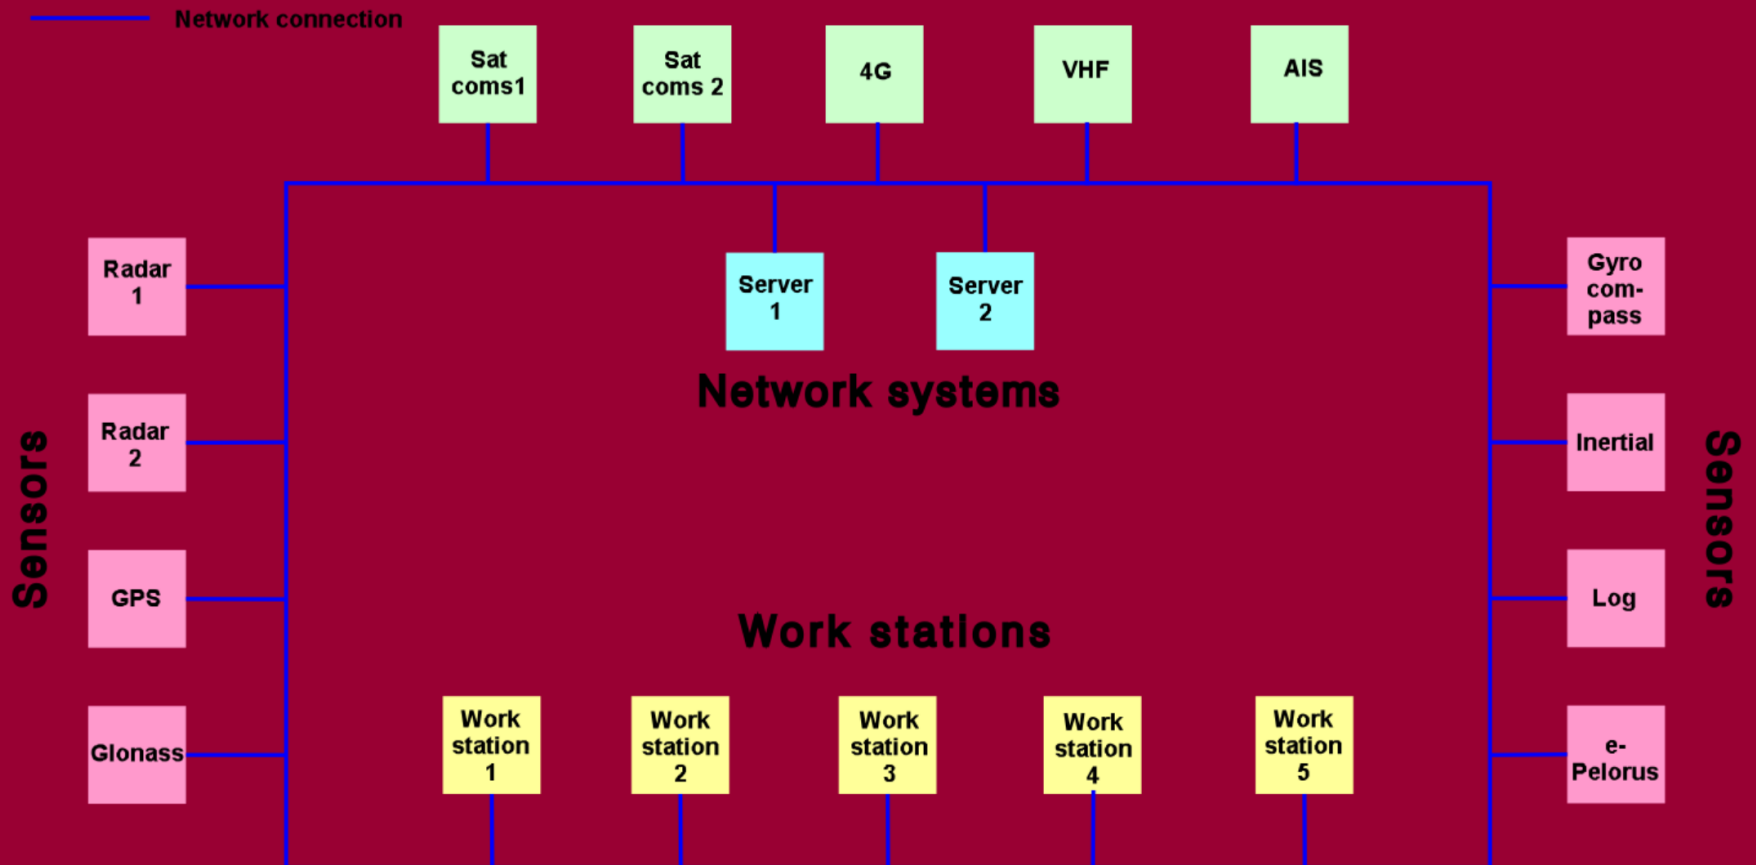 Network connection
Sat
coms1
Sat
coms 2
4G
VHF
AIS
Radar
1
Server
1
Server
2
Gyro
com-
pass
Network systems
Radar
2
Inertial
Sensors
Sensors
GPS
Log
Work stations
Glonass
Work
station
1
Work
station
2
Work
station
3
Work
station
4
Work
station
5
e-
Pelorus